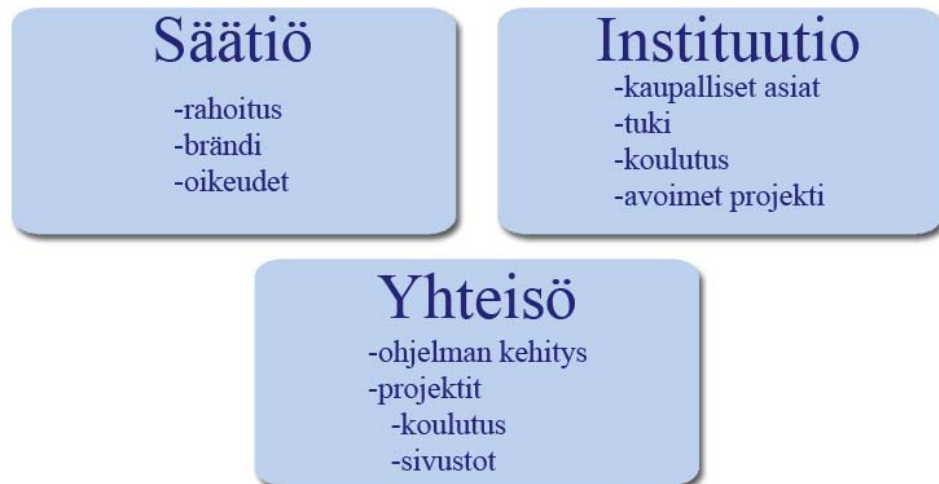 Säätiö
-rahoitus
-brändi
-oikeudet
Instituutio
-kaupalliset asiat
-tuki
-koulutus
-avoimet projekti
Yhteisö
-ohjelman kehitys
-projektit
-koulutus
-sivustot